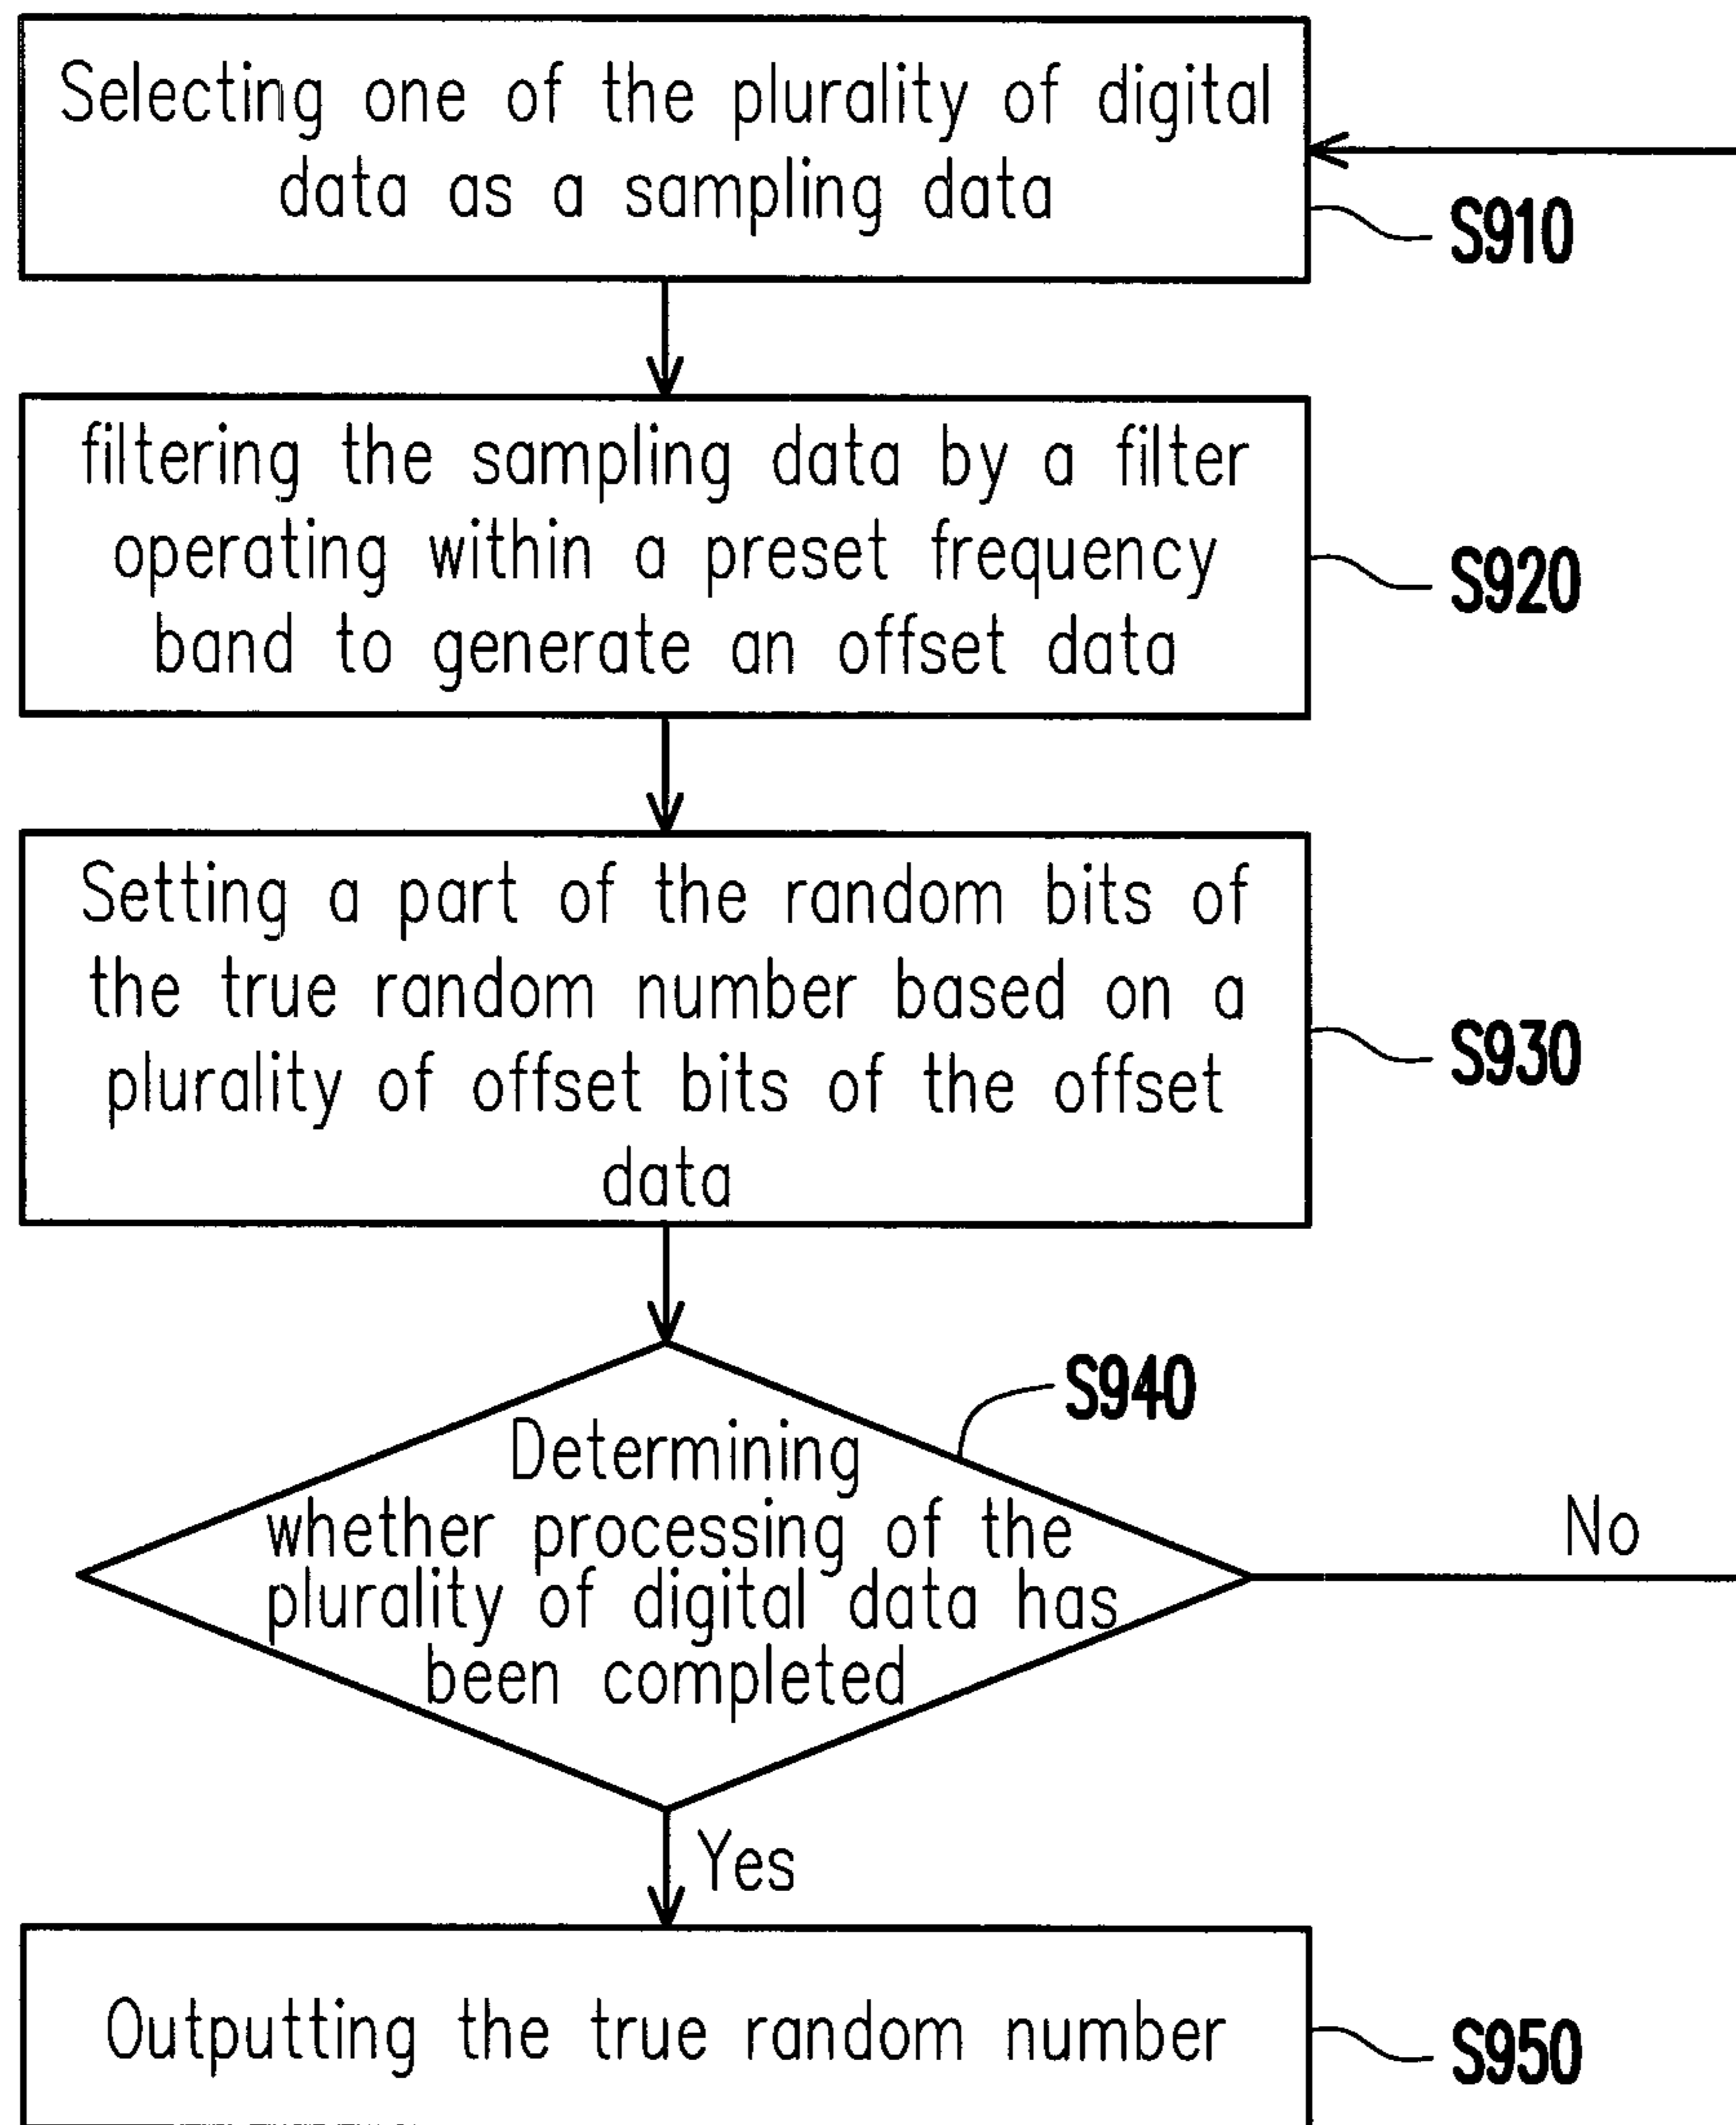 Selecting one of the plurality of digital
data as a sampling data
S910
filtering the sampling data by a filter
operating within a preset frequency
band to generate an offset data
S920
Setting a part of the random bits of
the true random number based on a
plurality of offset bits of the offset
data
S930
S940
Determining
whether processing of the
plurality of digital data has
been completed
No
Yes
Outputting the true random number
S950